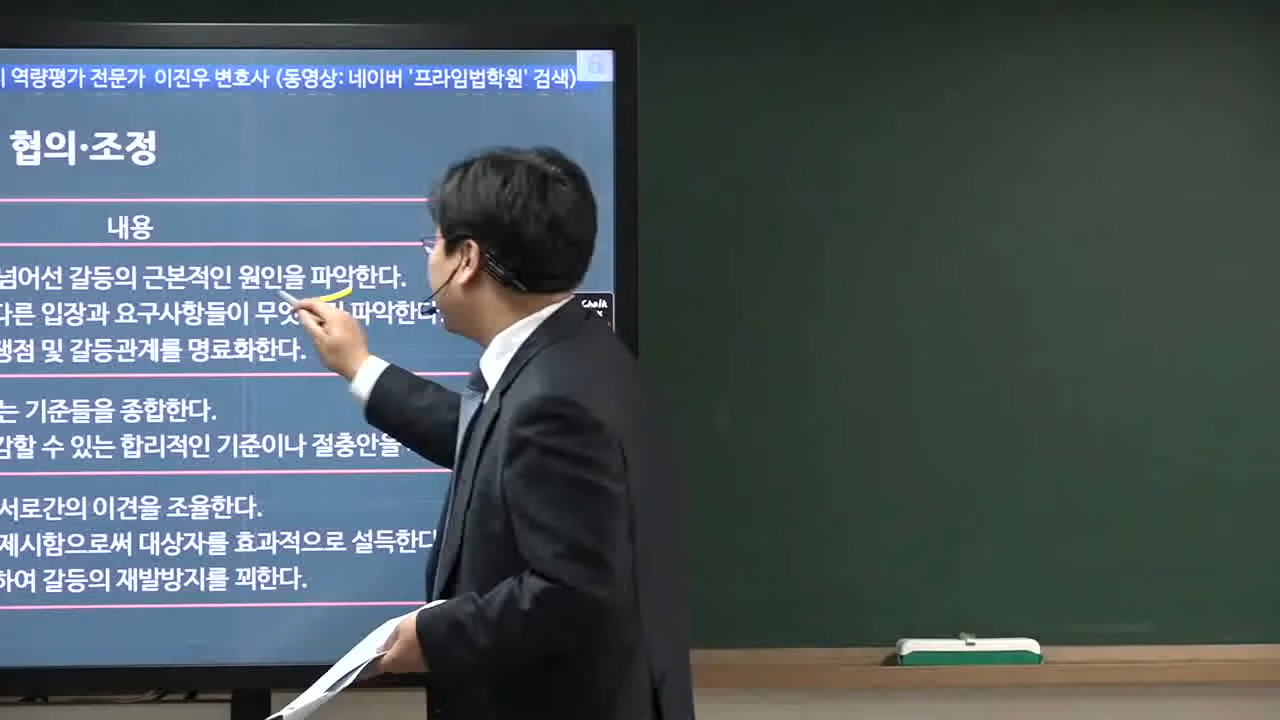 역량평가 전문가 이진우 변호사 (동영상: 네이버 '프라임법학원' 검색)
협의·조정
내용
넘어선 갈등의 근본적인 원인을 파악한다.
다른 입장과 요구사항들이 파악한다.
쟁점 및 갈등관계를 명료화한다.
는 기준들을 종합한다.
감할 수 있는 합리적인 기준이나 절충안을
서로간의 이견을 조율한다.
제시함으로써 대상자를 효과적으로 설득한다
하여 갈등의 재발방지를 꾀한다.